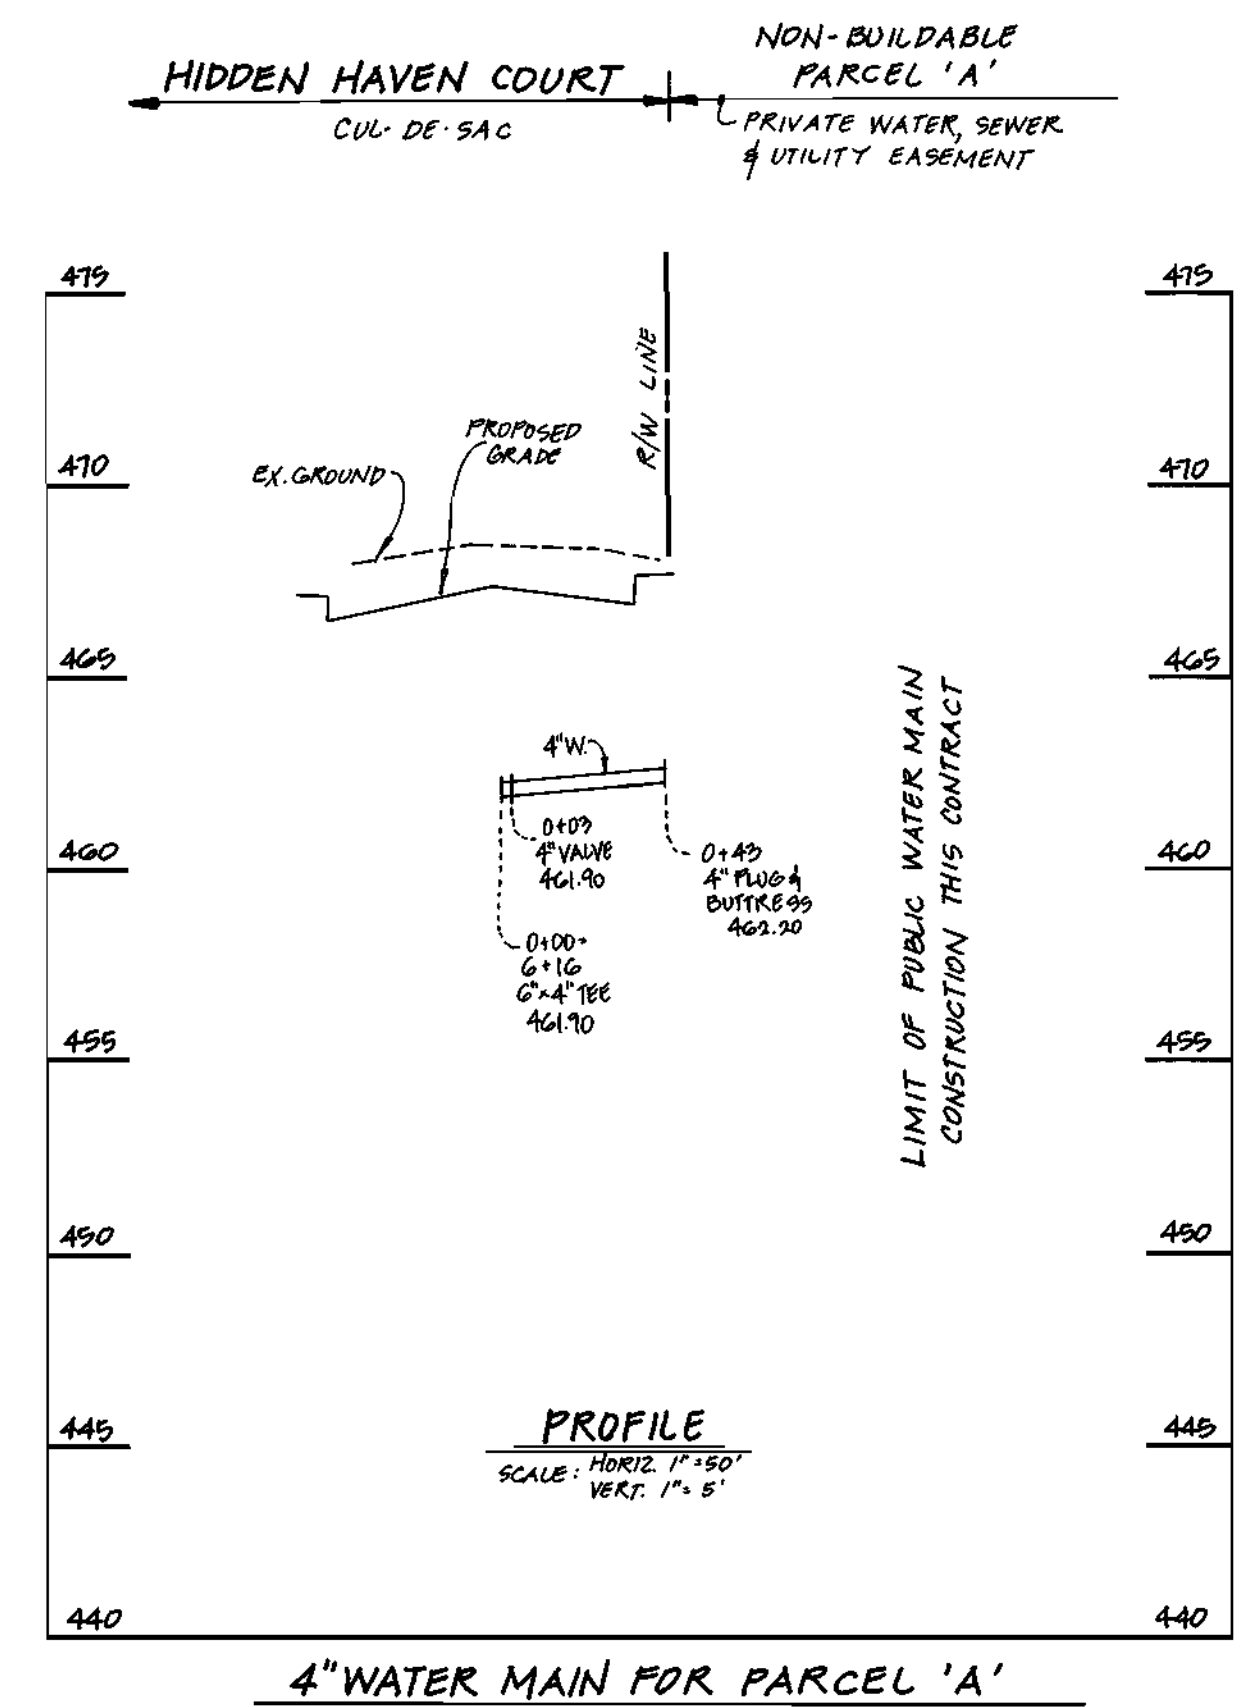 HIDDEN HAVEN COURT
CUL-DE-SAC
NON-BUILDABLE
PARCEL 'A'
PRIVATE WATER, SEWER
& UTILITY EASEMENT
475
475
R/W LINE
PROPOSED
GRADE
EX. GROUND
470
470
465
465
LIMIT OF PUBLIC WATER MAIN
CONSTRUCTION THIS CONTRACT
4"W.
0+03
4" VALVE
461.90
0+43
4" PLUG &
BUTTRESS
462.20
460
460
0+00=
6+16
6"x4" TEE
461.90
455
455
450
450
445
445
PROFILE
SCALE: HORIZ. 1"=50'
VERT. 1"=5'
440
440
4" WATER MAIN FOR PARCEL 'A'